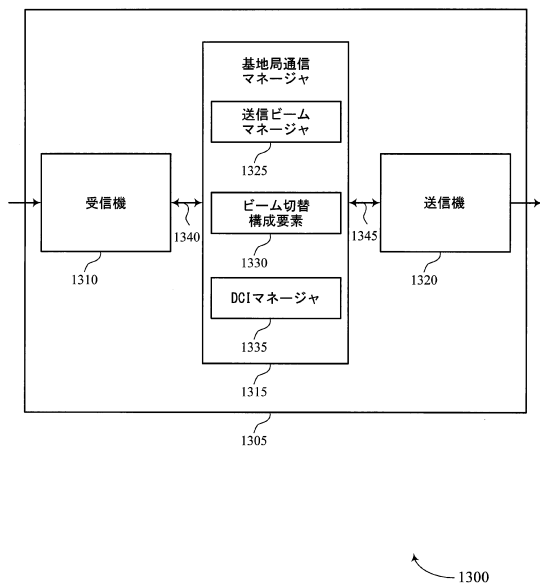 基地局通信
マネージャ
送信ビーム
マネージャ
1325
受信機
1310
1340
ビーム切替
構成要素
1330
1345
送信機
1320
DCIマネージャ
1335
1315
1305
1300